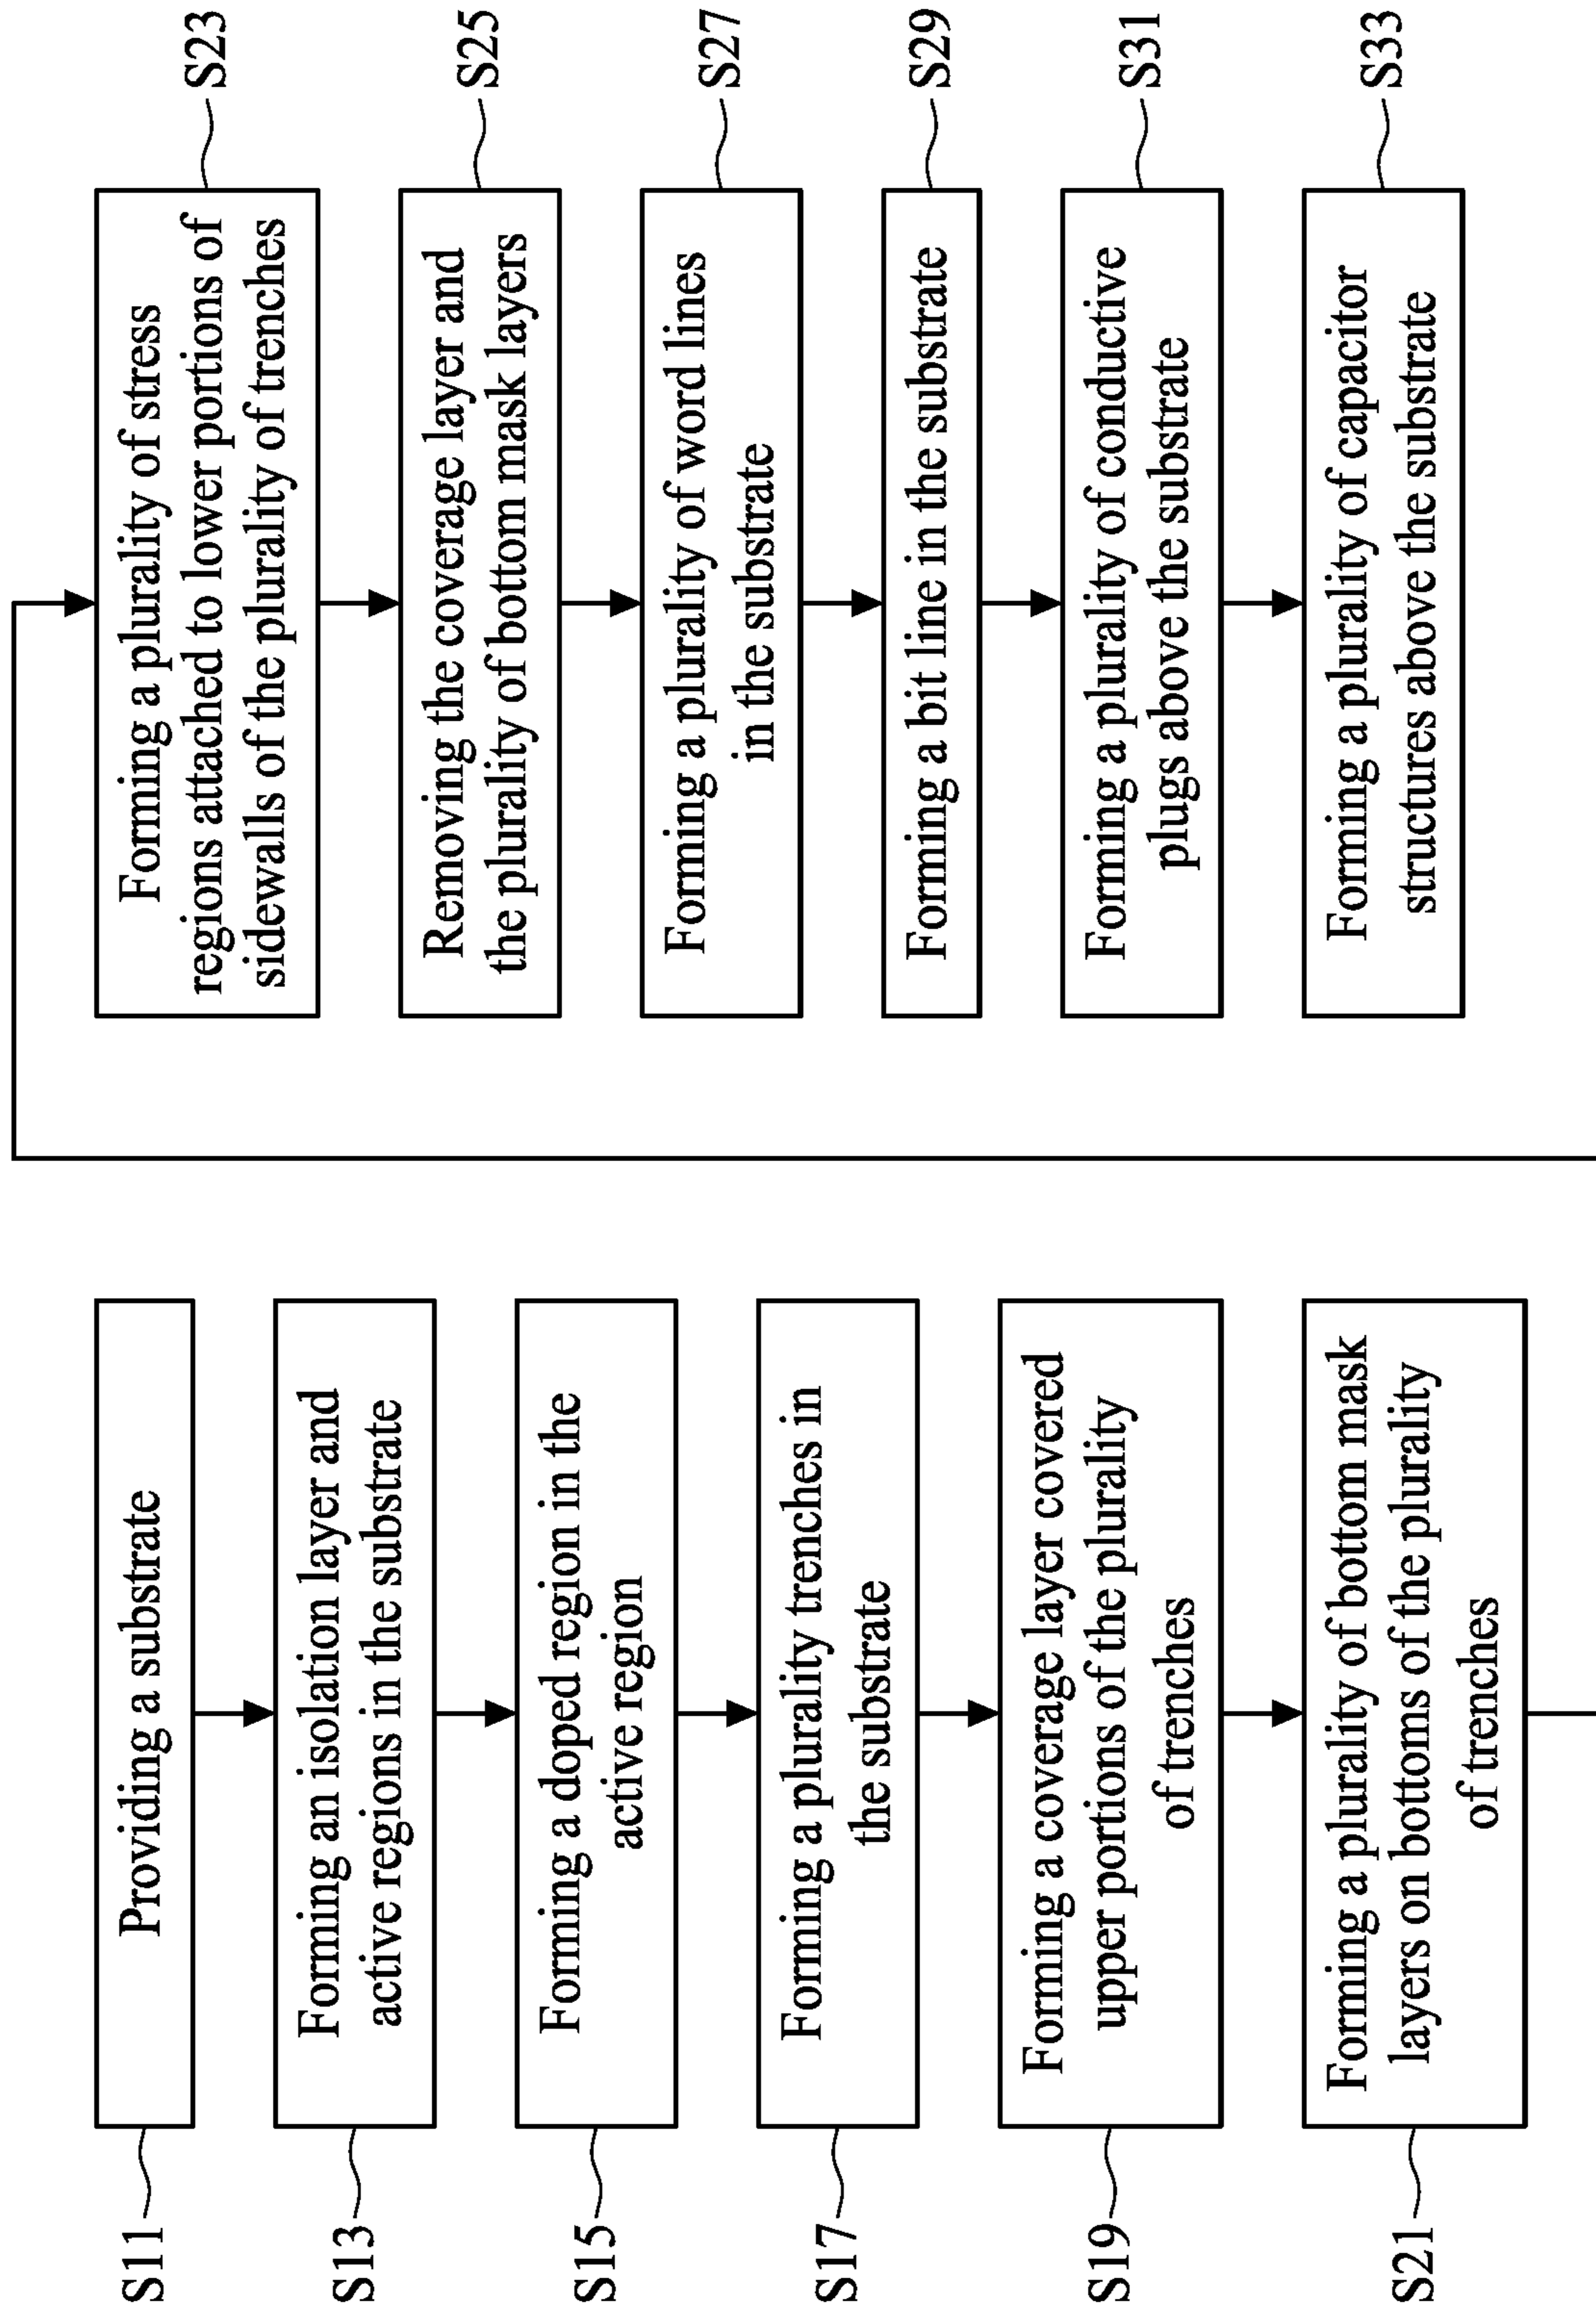 S11
Providing a substrate
S13
Forming an isolation layer and
active regions in the substrate
S15
Forming a doped region in the
active region
S17
Forming a plurality trenches in
the substrate
S19
Forming a coverage layer covered
upper portions of the plurality
of trenches
S21
Forming a plurality of bottom mask
layers on bottoms of the plurality
of trenches
Forming a plurality of stress
regions attached to lower portions of
sidewalls of the plurality of trenches
S23
Removing the coverage layer and
the plurality of bottom mask layers
S25
Forming a plurality of word lines
in the substrate
S27
Forming a bit line in the substrate
S29
Forming a plurality of conductive
plugs above the substrate
S31
Forming a plurality of capacitor
structures above the substrate
S33